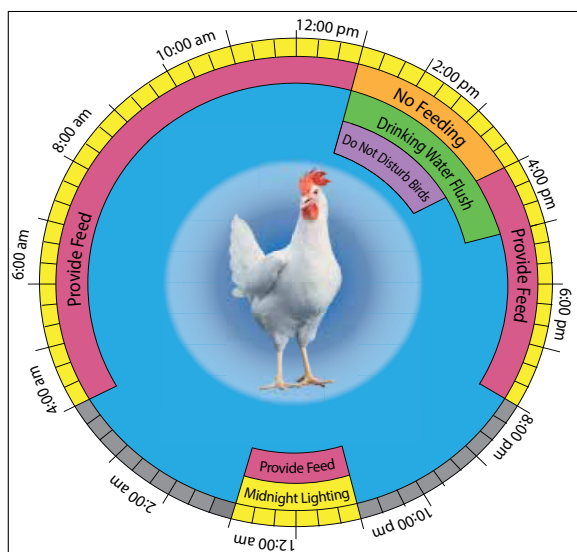 12:00 pm
2:00 pm
4:00 pm
6:00 pm
8:00 pm
10:00 pm
12:00 am
2:00 am
4:00 am
6:00 am
8:00 am
10:00 am
No Feeding
Drinking Water Flush
Do Not Disturb Birds
Provide Feed
Provide Feed
Provide Feed
Midnight Lighting